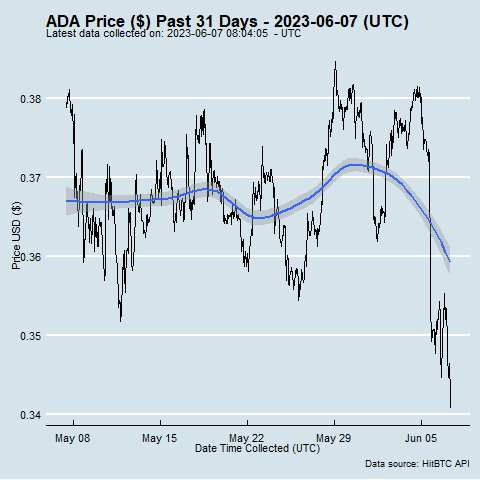 ADA Price ($) Past 31 Days - 2023-06-07 (UTC)
Latest data collected on: 2023-06-07 08:04:05 - UTC
0.38
0.37
0.36
0.35
0.34
Price USD ($)
May 08 May 15 May 22 May 29 Jun 05
Date Time Collected (UTC)
Data source: HitBTC API